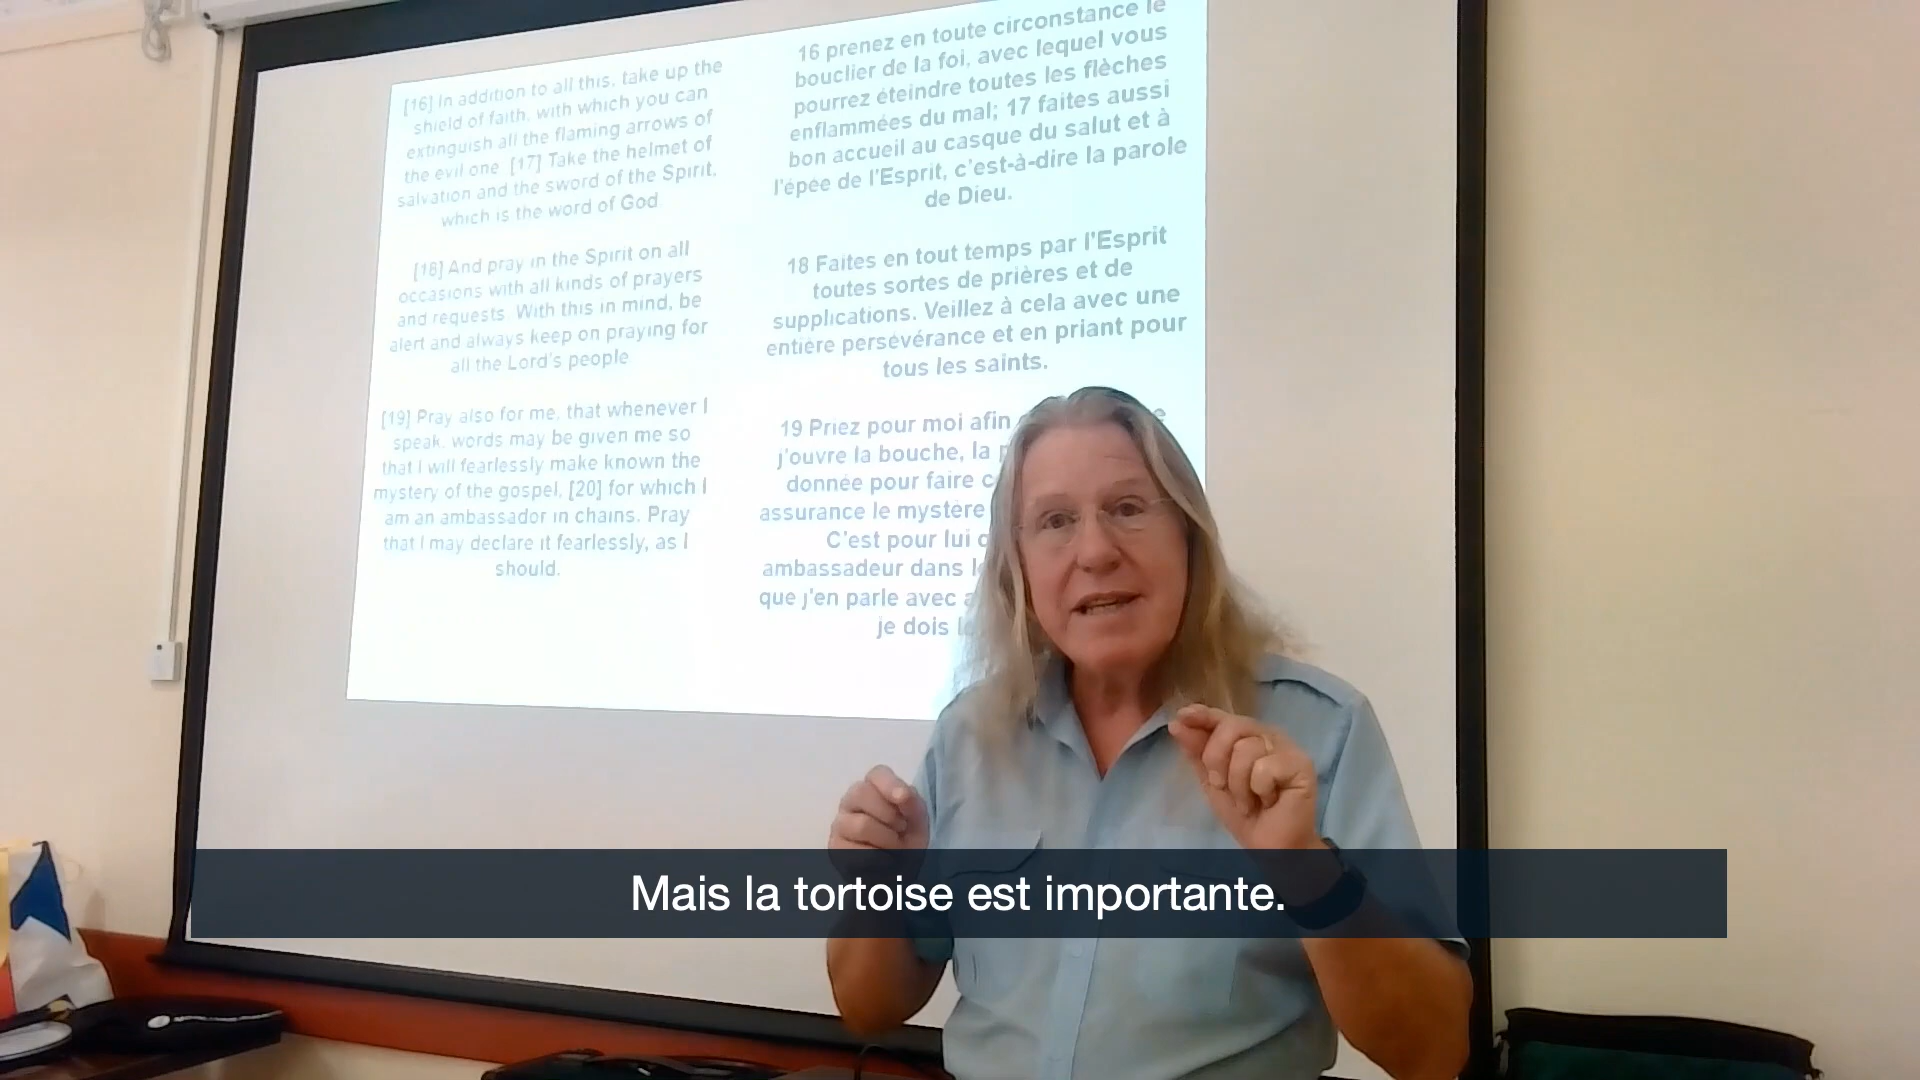 [16] In addition to all this, take up the
shield of faith, with which you can
extinguish all the flaming arrows of
the evil one. [17] Take the helmet of
salvation and the sword of the Spirit,
which is the word of God
[18] And pray in the Spirit on all
occasions with all kinds of prayers
and requests. With this in mind, be
alert and always keep on praying for
all the Lord's people
[19] Pray also for me, that whenever I
speak, words may be given me so
that I will fearlessly make known the
mystery of the gospel, [20] for which I
am an ambassador in chains. Pray
that I may declare it fearlessly, as I
should.
16 prenez en toute circonstance le
bouclier de la foi, avec lequel vous
pourrez éteindre toutes les flèches
enflammées du mal; 17 faites aussi
bon accueil au casque du salut et à
l'épée de l'Esprit, c'est-à-dire la parole
de Dieu.
18 Faites en tout temps par l'Esprit
toutes sortes de prières et de
supplications. Veillez à cela avec une
entière persévérance et en priant pour
tous les saints.
19 Priez pour moi afin
j'ouvre la bouche, la
donnée pour faire
assurance le mystère
C'est pour lui
ambassadeur dans
que j'en parle avec
je dois
Mais la tortoise est importante.